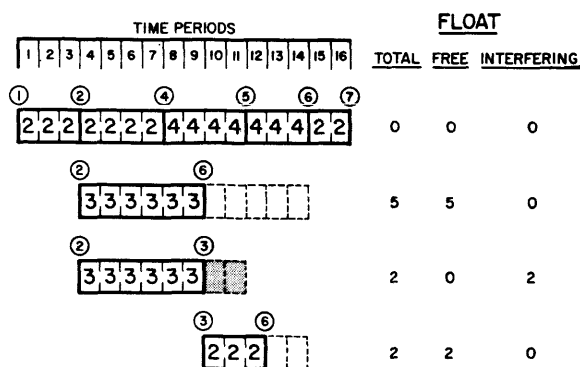 FLOAT
TIME PERIODS
1 2 3 4 5 6 7 8 9 10 11 12 13 14 15 16
TOTAL FREE INTERFERING
1 2 4 5 6 7
2 2 2 2 2 2 2 4 4 4 4 4 4 4 2 2 0 0 0
2 6
3 3 3 3 3 3 5 5 0
2 3
3 3 3 3 3 3 2 0 2
3 6
2 2 2 2 2 0